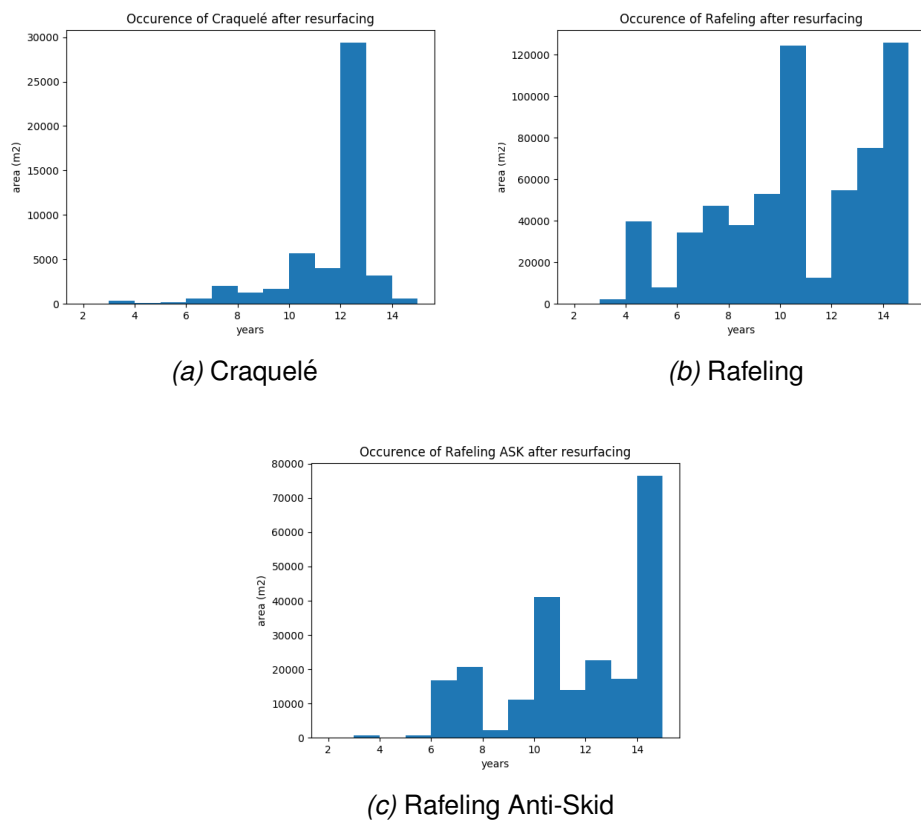 Occurence of Craquelé after resurfacing
30000
25000
20000
15000
10000
5000
0
area (m2)
2 4 6 8 10 12 14
years
(a) Craquelé
Occurence of Rafeling after resurfacing
120000
100000
80000
60000
40000
20000
0
area (m2)
2 4 6 8 10 12 14
years
(b) Rafeling
Occurence of Rafeling ASK after resurfacing
80000
70000
60000
50000
40000
30000
20000
10000
0
area (m2)
2 4 6 8 10 12 14
years
(c) Rafeling Anti-Skid